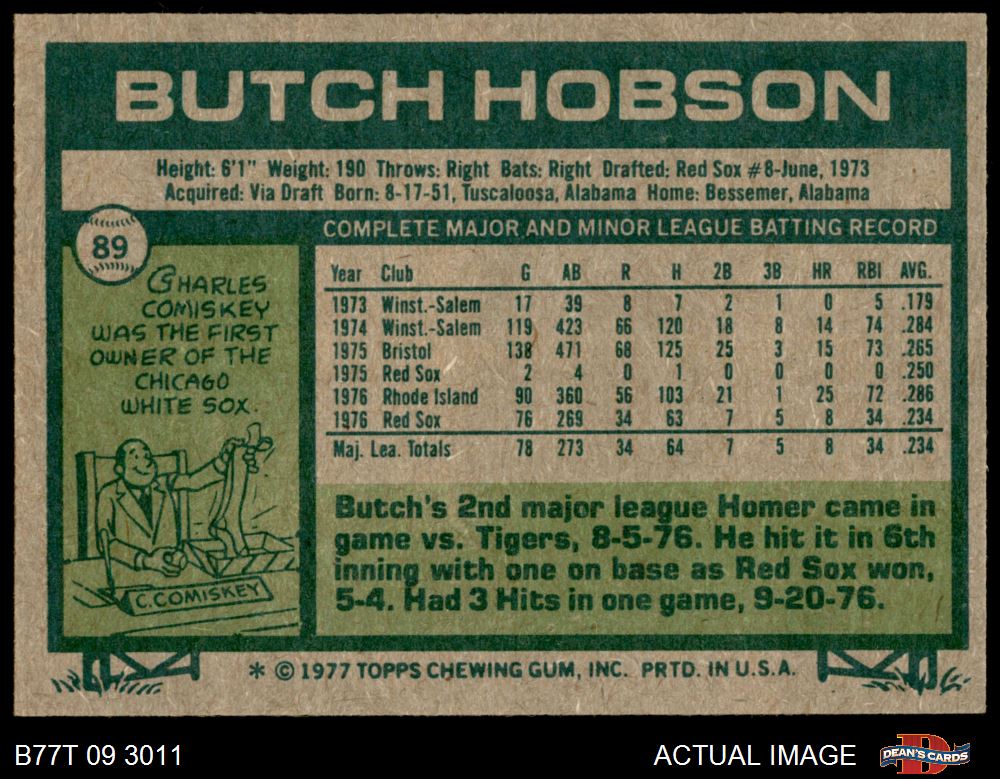 BUTCH HOBSON
Height: 6'1" Weight: 190 Throws: Right Bats: Right Drafted: Red Sox #8-June, 1973
Acquired: Via Draft Born: 8-17-51, Tuscaloosa, Alabama Home: Bessemer, Alabama
89
CHARLES
COMISKEY
WAS THE FIRST
OWNER OF THE
CHICAGO
WHITE SOX.
C. COMISKEY
COMPLETE MAJOR AND MINOR LEAGUE BATTING RECORD
Year Club G AB R H 2B 3B HR RBI AVG.
1973 Winst.-Salem 17 39 8 7 2 1 0 5 .179
1974 Winst.-Salem 119 423 66 120 18 8 14 74 .284
1975 Bristol 138 471 68 125 25 3 15 73 .265
1975 Red Sox 2 4 0 1 0 0 0 0 .250
1976 Rhode Island 90 360 56 103 21 1 25 72 .286
1976 Red Sox 76 269 34 63 7 5 8 34 .234
Maj. Lea. Totals 78 273 34 64 7 5 8 34 .234
Butch's 2nd major league Homer came in
game vs. Tigers, 8-5-76. He hit it in 6th
inning with one on base as Red Sox won,
5-4. Had 3 Hits in one game, 9-20-76.
* © 1977 TOPPS CHEWING GUM, INC. PRTD. IN U.S.A.
B77T 09 3011
ACTUAL IMAGE
DEAN'S CARDS